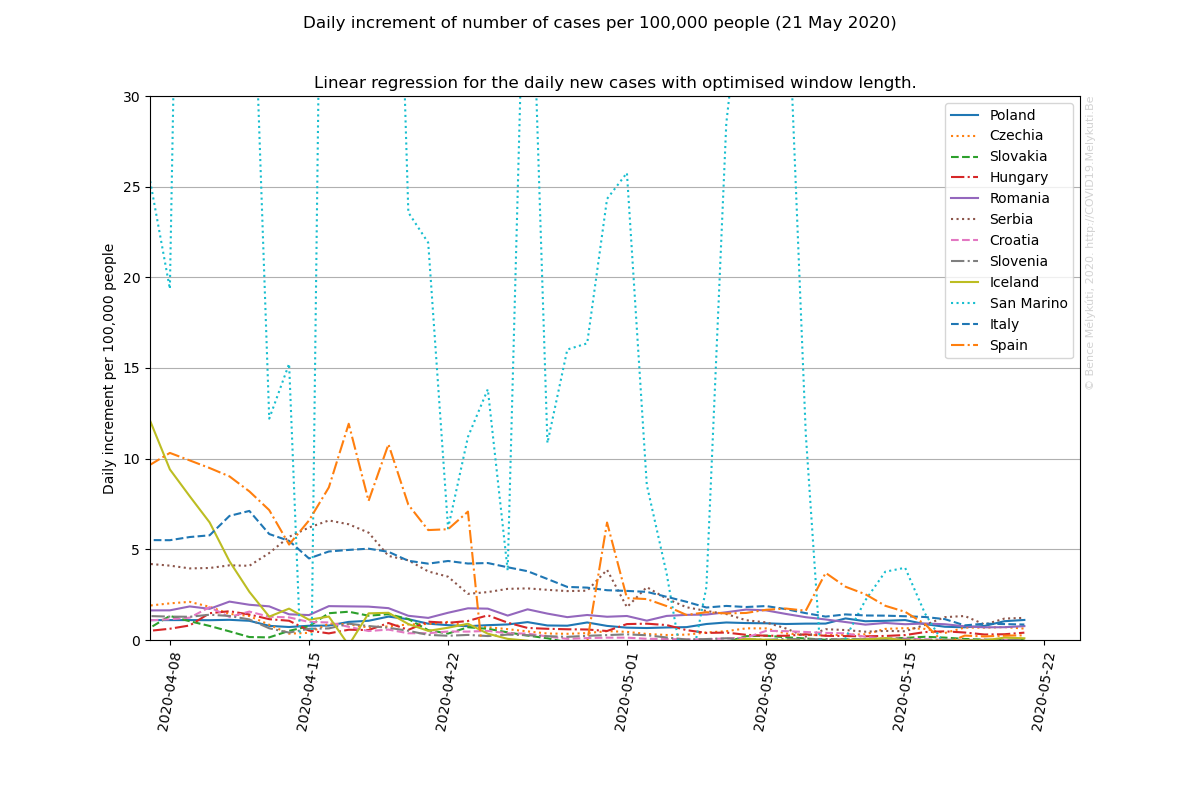 Daily increment of number of cases per 100,000 people (21 May 2020)
Linear regression for the daily new cases with optimised window length.
Daily increment per 100,000 people
30
25
20
15
10
5
0
2020-04-08
2020-04-15
2020-04-22
2020-05-01
2020-05-08
2020-05-15
2020-05-22
Poland
Czechia
Slovakia
Hungary
Romania
Serbia
Croatia
Slovenia
Iceland
San Marino
Italy
Spain
© Bence Mélykúti, 2020. http://COVID19.Melykuti.Be